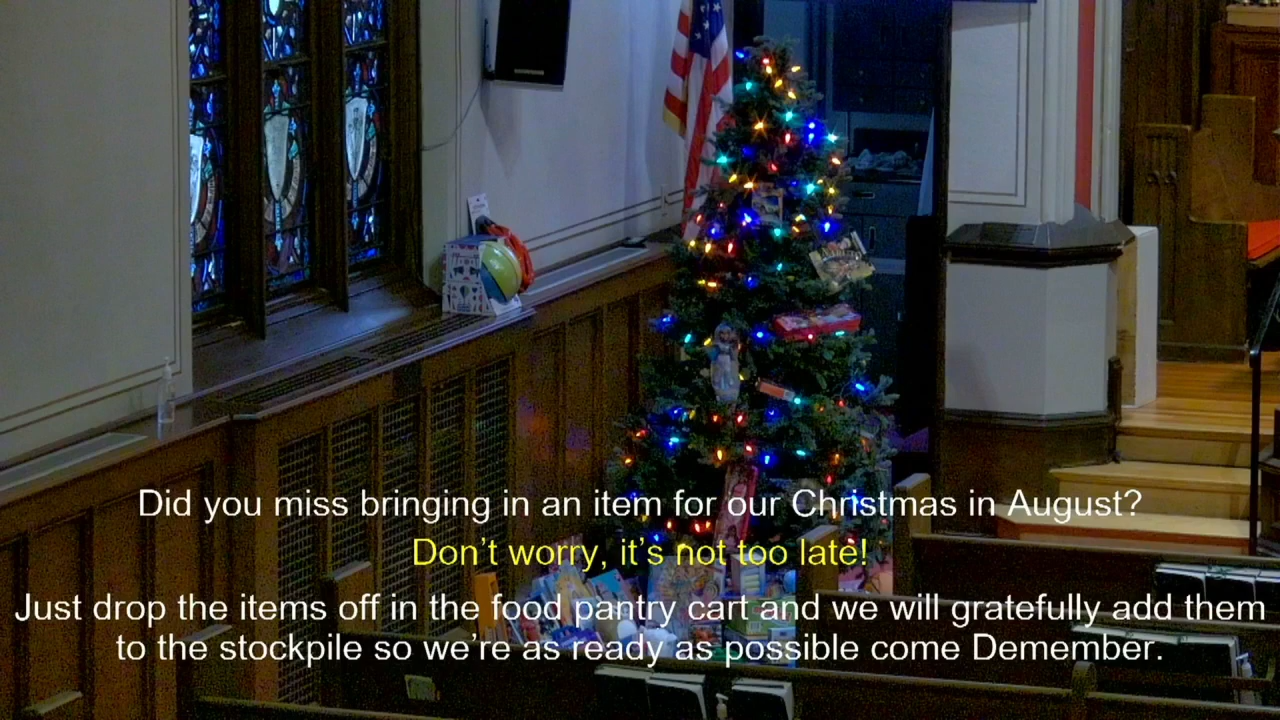 Did you miss bringing in an item for our Christmas in August?
Don't worry, it's not too late!
Just drop the items off in the food pantry cart and we will gratefully add them
to the stockpile so we're as ready as possible come Demember.